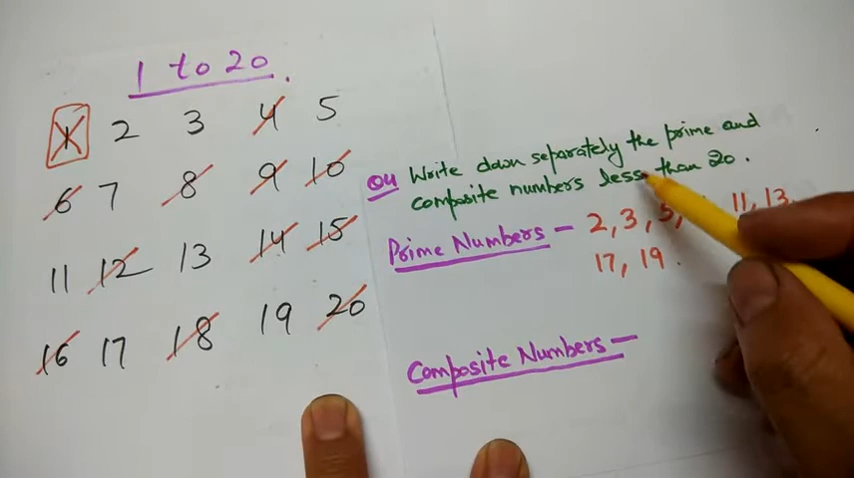 1 to 20.
1 2 3 4 5
6 7 8 9 10
11 12 13 14 15
16 17 18 19 20
Q4 Write down separately the prime and
composite numbers less than 20.
Prime Numbers - 2, 3, 5, 11, 13,
17, 19.
Composite Numbers -